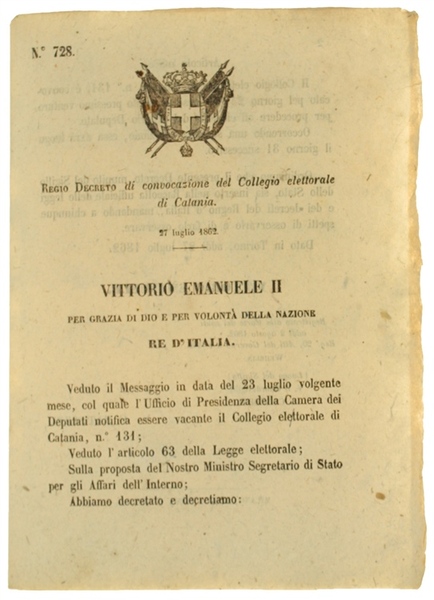 N.° 728.
REGIO DECRETO di convocazione del Collegio elettorale
di Catania.
27 luglio 1862.
VITTORIO EMANUELE II
PER GRAZIA DI DIO E PER VOLONTÀ DELLA NAZIONE
RE D'ITALIA.
Veduto il Messaggio in data del 23 luglio volgente
mese, col quale l'Ufficio di Presidenza della Camera dei
Deputati notifica essere vacante il Collegio elettorale di
Catania, n.° 131;
Veduto l'articolo 63 della Legge elettorale;
Sulla proposta del Nostro Ministro Segretario di Stato
per gli Affari dell'Interno;
Abbiamo decretato e decretiamo: